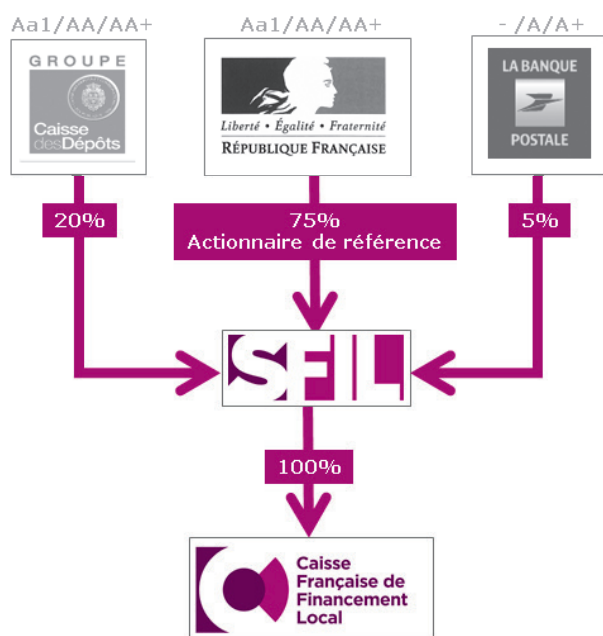 Aa1/AA/AA+
Aa1/AA/AA+
- /A/A+
GROUPE
Caisse
desDépôts
Liberté • Égalité • Fraternité
RÉPUBLIQUE FRANÇAISE
LA BANQUE
POSTALE
20%
75%
Actionnaire de référence
5%
SFIL
100%
Caisse
Française de
Financement
Local